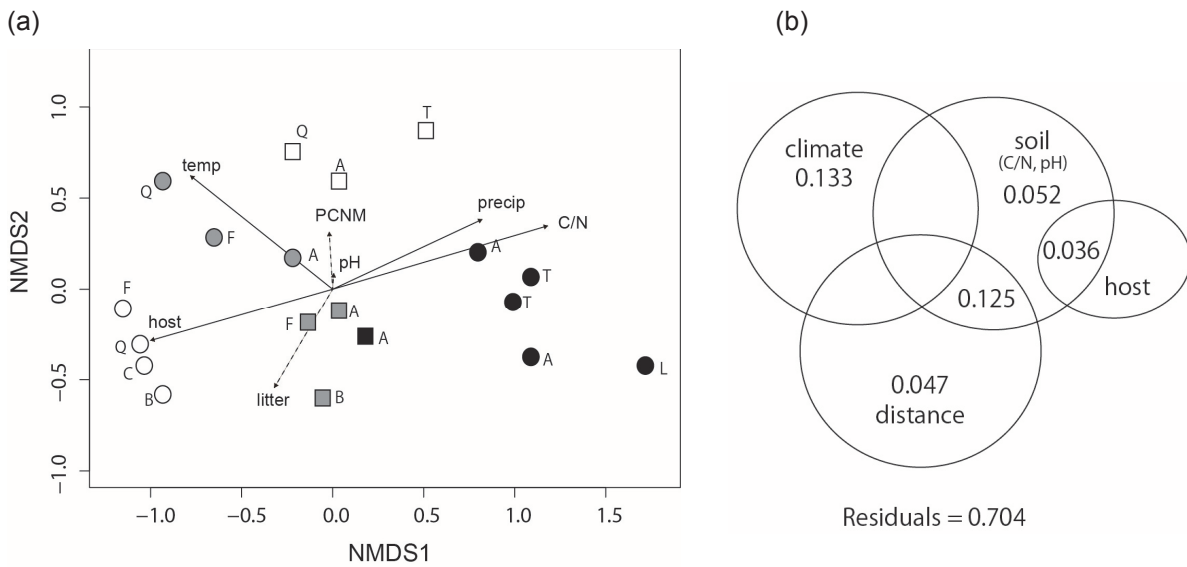 (a)
NMDS2
1.0
0.5
0.0
−0.5
−1.0
T
Q
A
temp
Q
PCNM
precip
C/N
F
A
pH
A
T
T
F
host
F
A
Q
A
A
L
C
B
litter
B
−1.0
−0.5
0.0
0.5
1.0
1.5
NMDS1
(b)
climate
0.133
soil
(C/N, pH)
0.052
0.036
host
0.125
0.047
distance
Residuals = 0.704